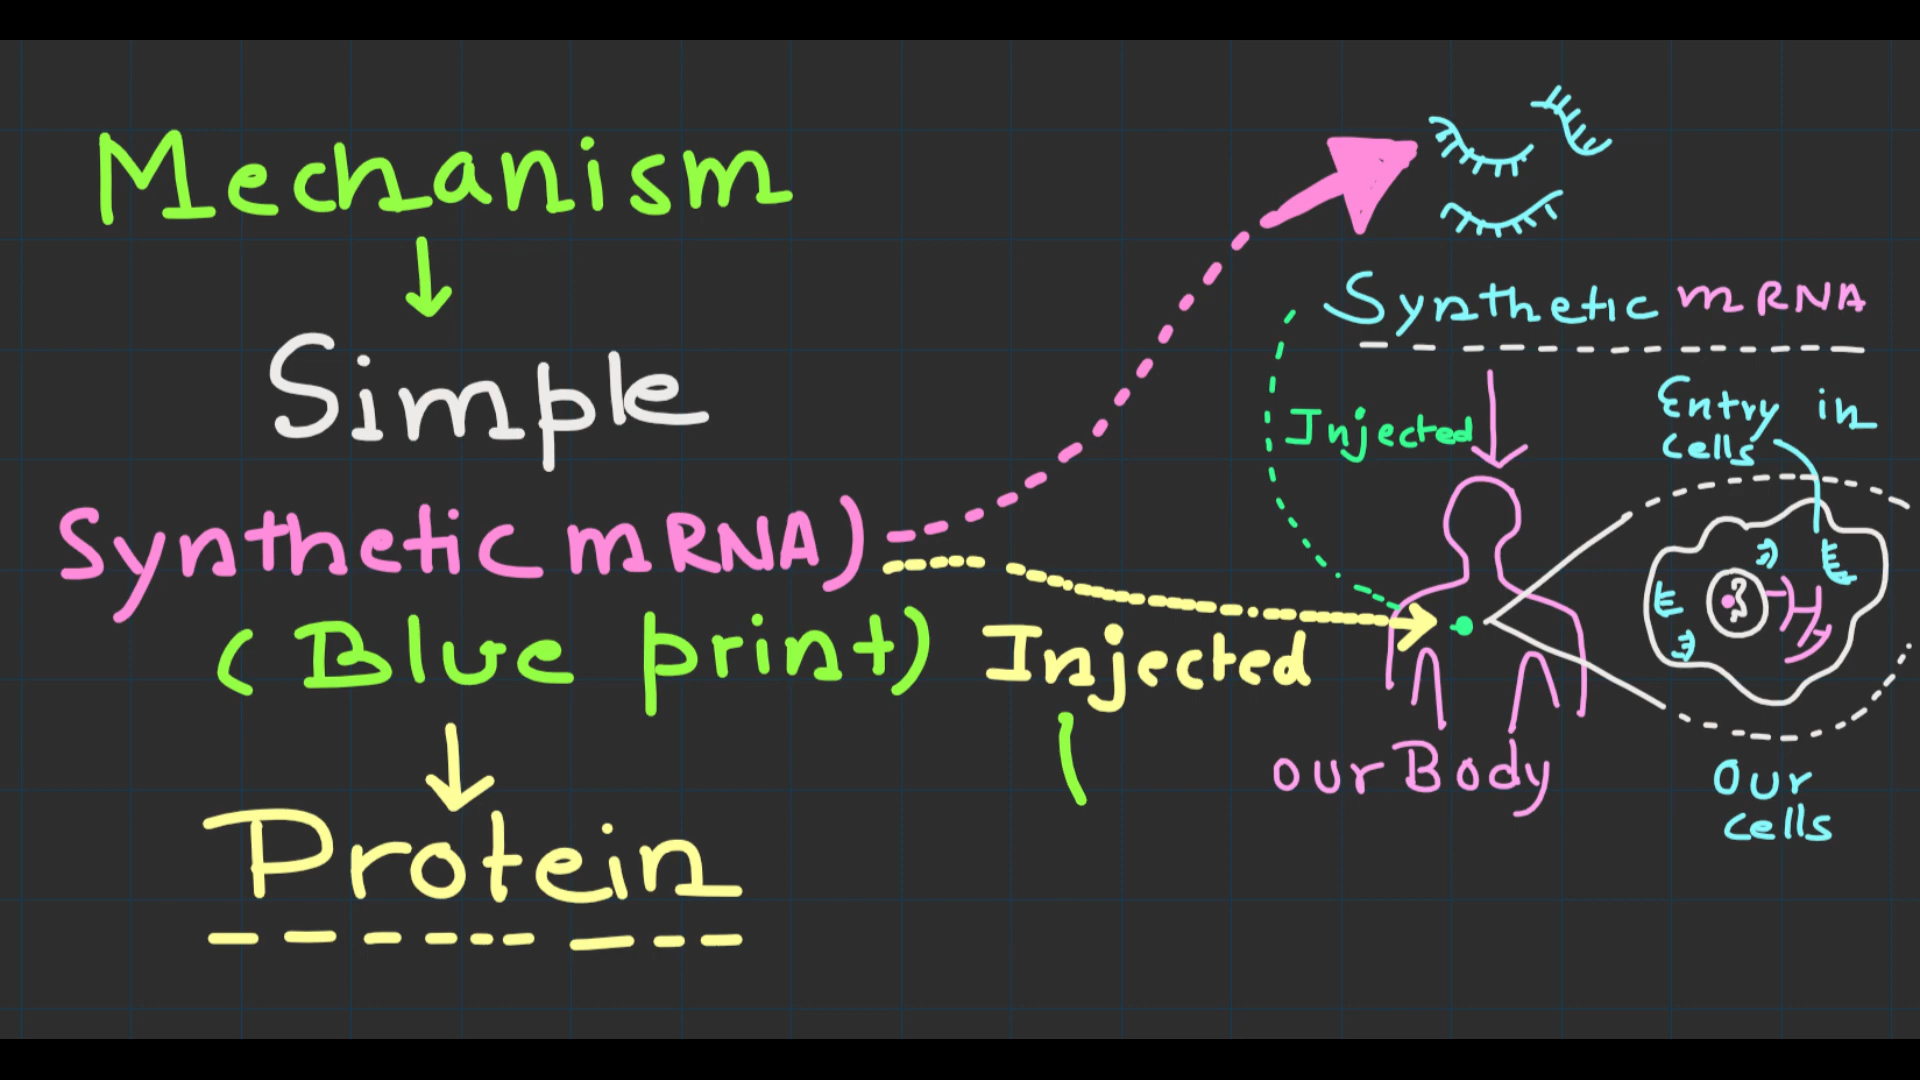 Mechanism
Simple
Synthetic mRNA)
(Blue print)
Protein
Injected
Synthetic mRNA
Injected
Entry in
cells
our Body
Our
cells